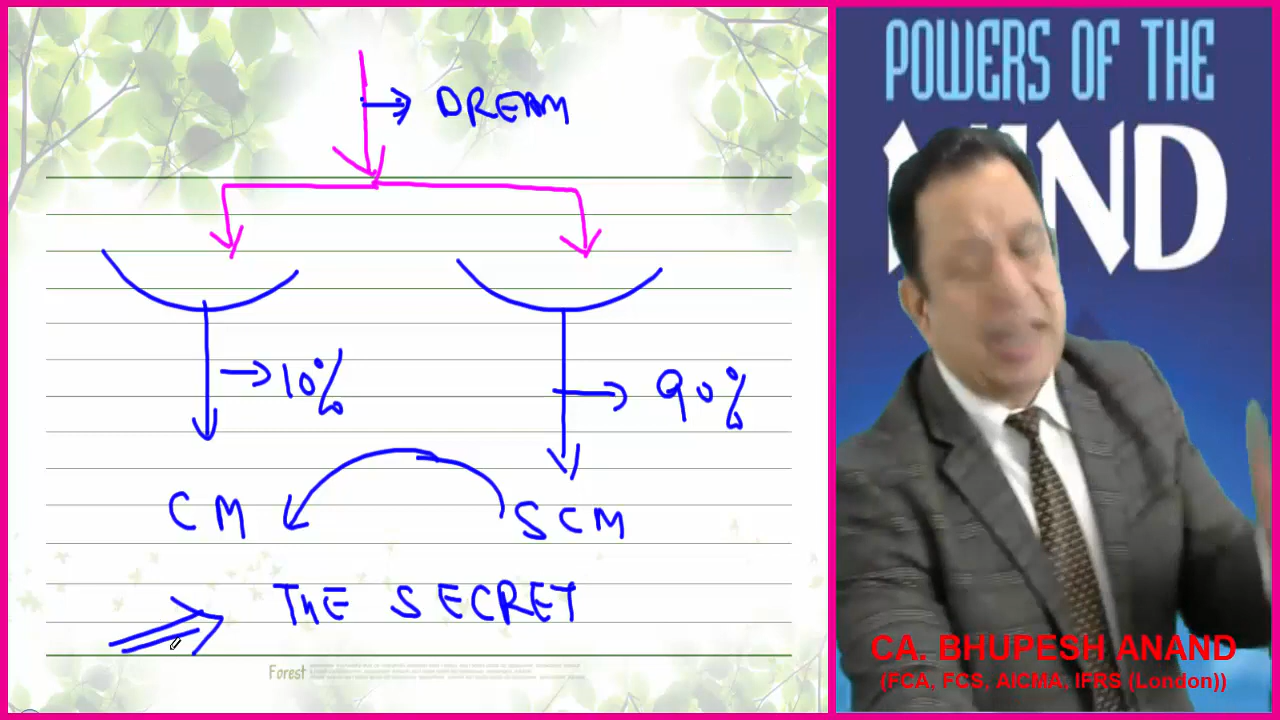 → DREAM
→ 10%
→ 90%
CM
SCM
THE SECRET
Forest
POWERS OF THE
MIND
CA. BHUPESH ANAND
(FCA, FCS, AICMA, IFRS (London))